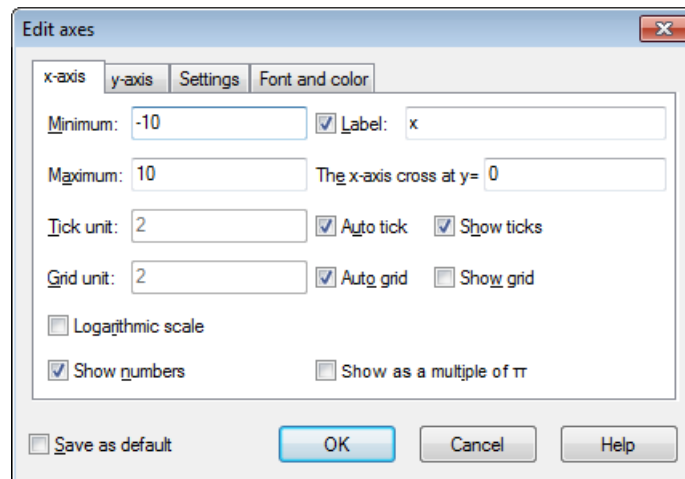 Edit axes
x-axis y-axis Settings Font and color
Minimum: -10 Label: x
Maximum: 10 The x-axis cross at y= 0
Tick unit: 2 Auto tick Show ticks
Grid unit: 2 Auto grid Show grid
Logarithmic scale
Show numbers Show as a multiple of π
Save as default OK Cancel Help